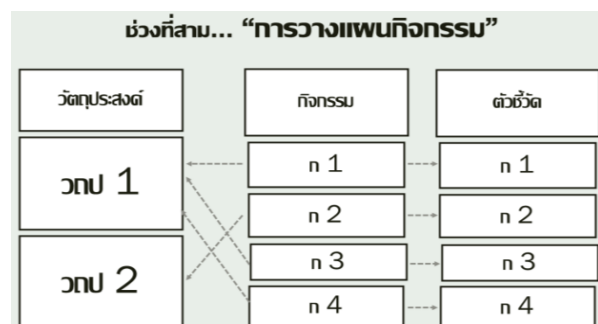 ช่วงที่สาม... “การวางแผนกิจกรรม”
วัตถุประสงค์ กิจกรรม ตัวชี้วัด
วถป 1
ก 1 ก 1
ก 2 ก 2
วถป 2
ก 3 ก 3
ก 4 ก 4